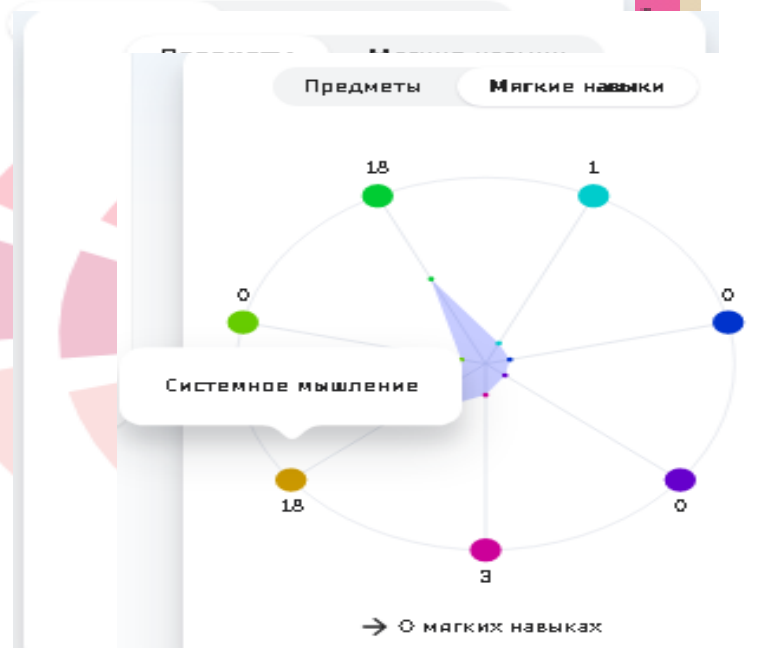 Предметы
Мягкие навыки
18
1
0
0
Системное мышление
18
0
3
→ О мягких навыках